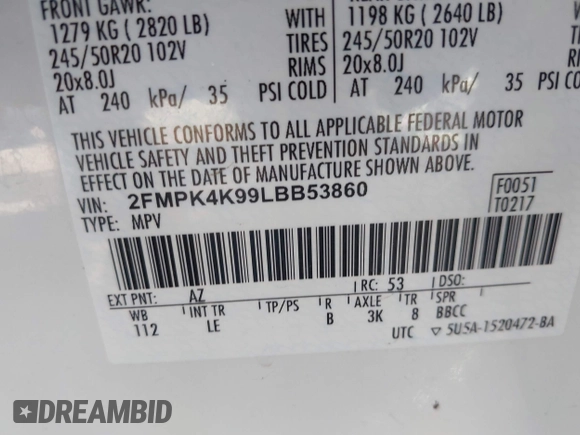 FRONT GAWR:
1279 KG ( 2820 LB)
245/50R20 102V
20x8.0J
AT 240 kPa/ 35 PSI COLD
WITH
TIRES
RIMS
1198 KG ( 2640 LB)
245/50R20 102V
20x8.0J
AT 240 kPa/ 35 PSI C
THIS VEHICLE CONFORMS TO ALL APPLICABLE FEDERAL MOTOR
VEHICLE SAFETY AND THEFT PREVENTION STANDARDS IN
EFFECT ON THE DATE OF MANUFACTURE SHOWN ABOVE.
VIN: 2FMPK4K99LBB53860
TYPE: MPV
F0051
T0217
EXT PNT: AZ RC: 53 DSO:
WB INT TR TP/PS R AXLE TR SPR
112 LE B 3K 8 BBCC
UTC ▽ 5U5A-1520472-BA
DREAMBID